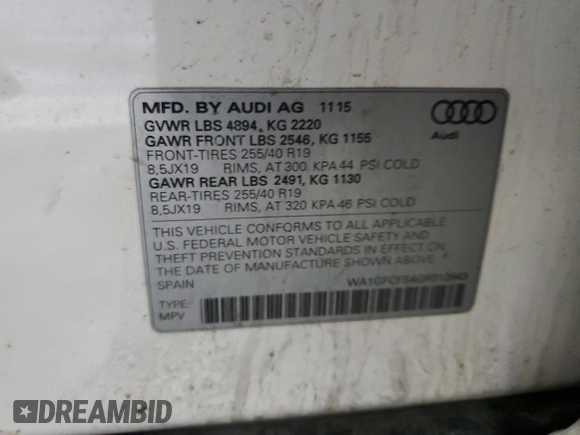 MFD. BY AUDI AG 1115
GVWR LBS 4894, KG 2220
GAWR FRONT LBS 2546, KG 1155
FRONT-TIRES 255/40 R19
8,5JX19 RIMS, AT 300 KPA 44 PSI COLD
GAWR REAR LBS 2491, KG 1130
REAR-TIRES 255/40 R19
8,5JX19 RIMS, AT 320 KPA 46 PSI COLD
Audi
THIS VEHICLE CONFORMS TO ALL APPLICABLE
U.S. FEDERAL MOTOR VEHICLE SAFETY AND
THEFT PREVENTION STANDARDS IN EFFECT ON
THE DATE OF MANUFACTURE SHOWN ABOVE
SPAIN WA1GFCFS4GR010943
TYPE:
MPV
DREAMBID